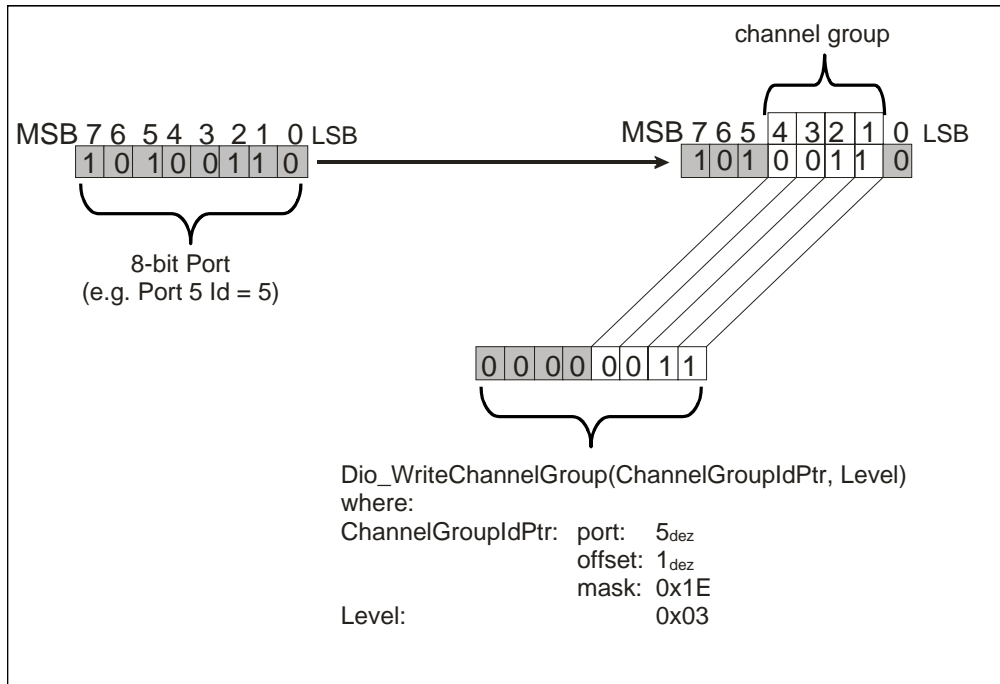 channel group
MSB 7 6 5 4 3 2 1 0 LSB
1 0 1 0 0 1 1 0
MSB 7 6 5 4 3 2 1 0 LSB
1 0 1 0 0 1 1 0
8-bit Port
(e.g. Port 5 Id = 5)
0 0 0 0 0 0 1 1
Dio_WriteChannelGroup(ChannelGroupIdPtr, Level)
where:
ChannelGroupIdPtr: port: 5dez
offset: 1dez
mask: 0x1E
Level: 0x03